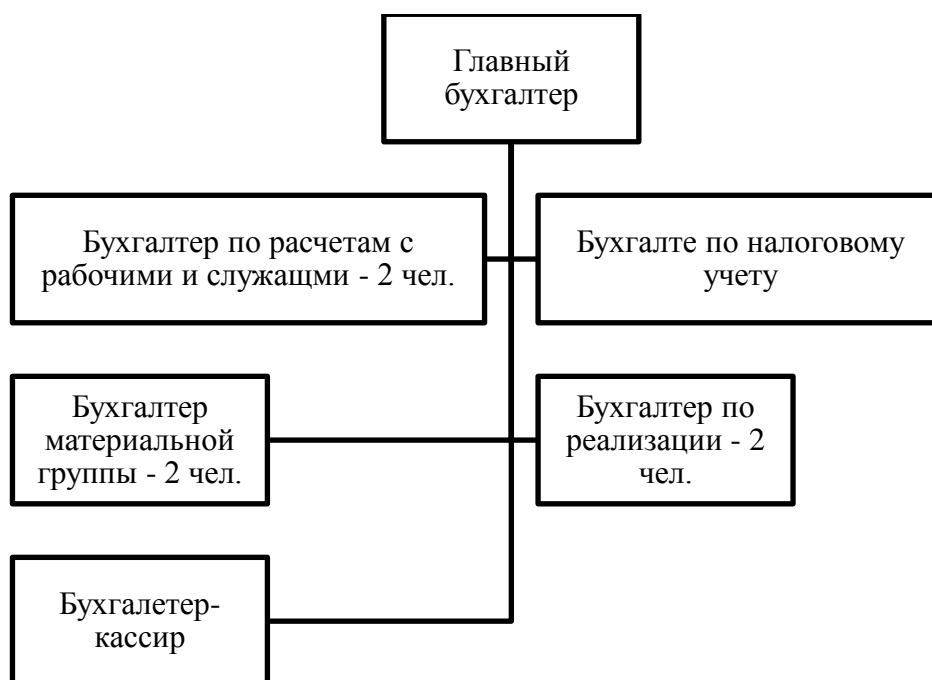 Главный
бухгалтер
Бухгалтер по расчетам с
рабочими и служащми - 2 чел.
Бухгалте по налоговому
учету
Бухгалтер
материальной
группы - 2 чел.
Бухгалтер по
реализации - 2
чел.
Бухгалетер-
кассир